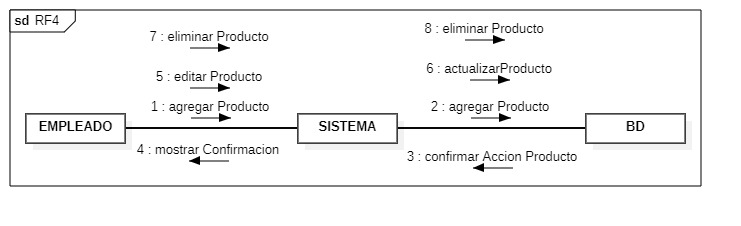 sd RF4
7 : eliminar Producto
8 : eliminar Producto
5 : editar Producto
6 : actualizarProducto
1 : agregar Producto
2 : agregar Producto
EMPLEADO
SISTEMA
BD
4 : mostrar Confirmacion
3 : confirmar Accion Producto